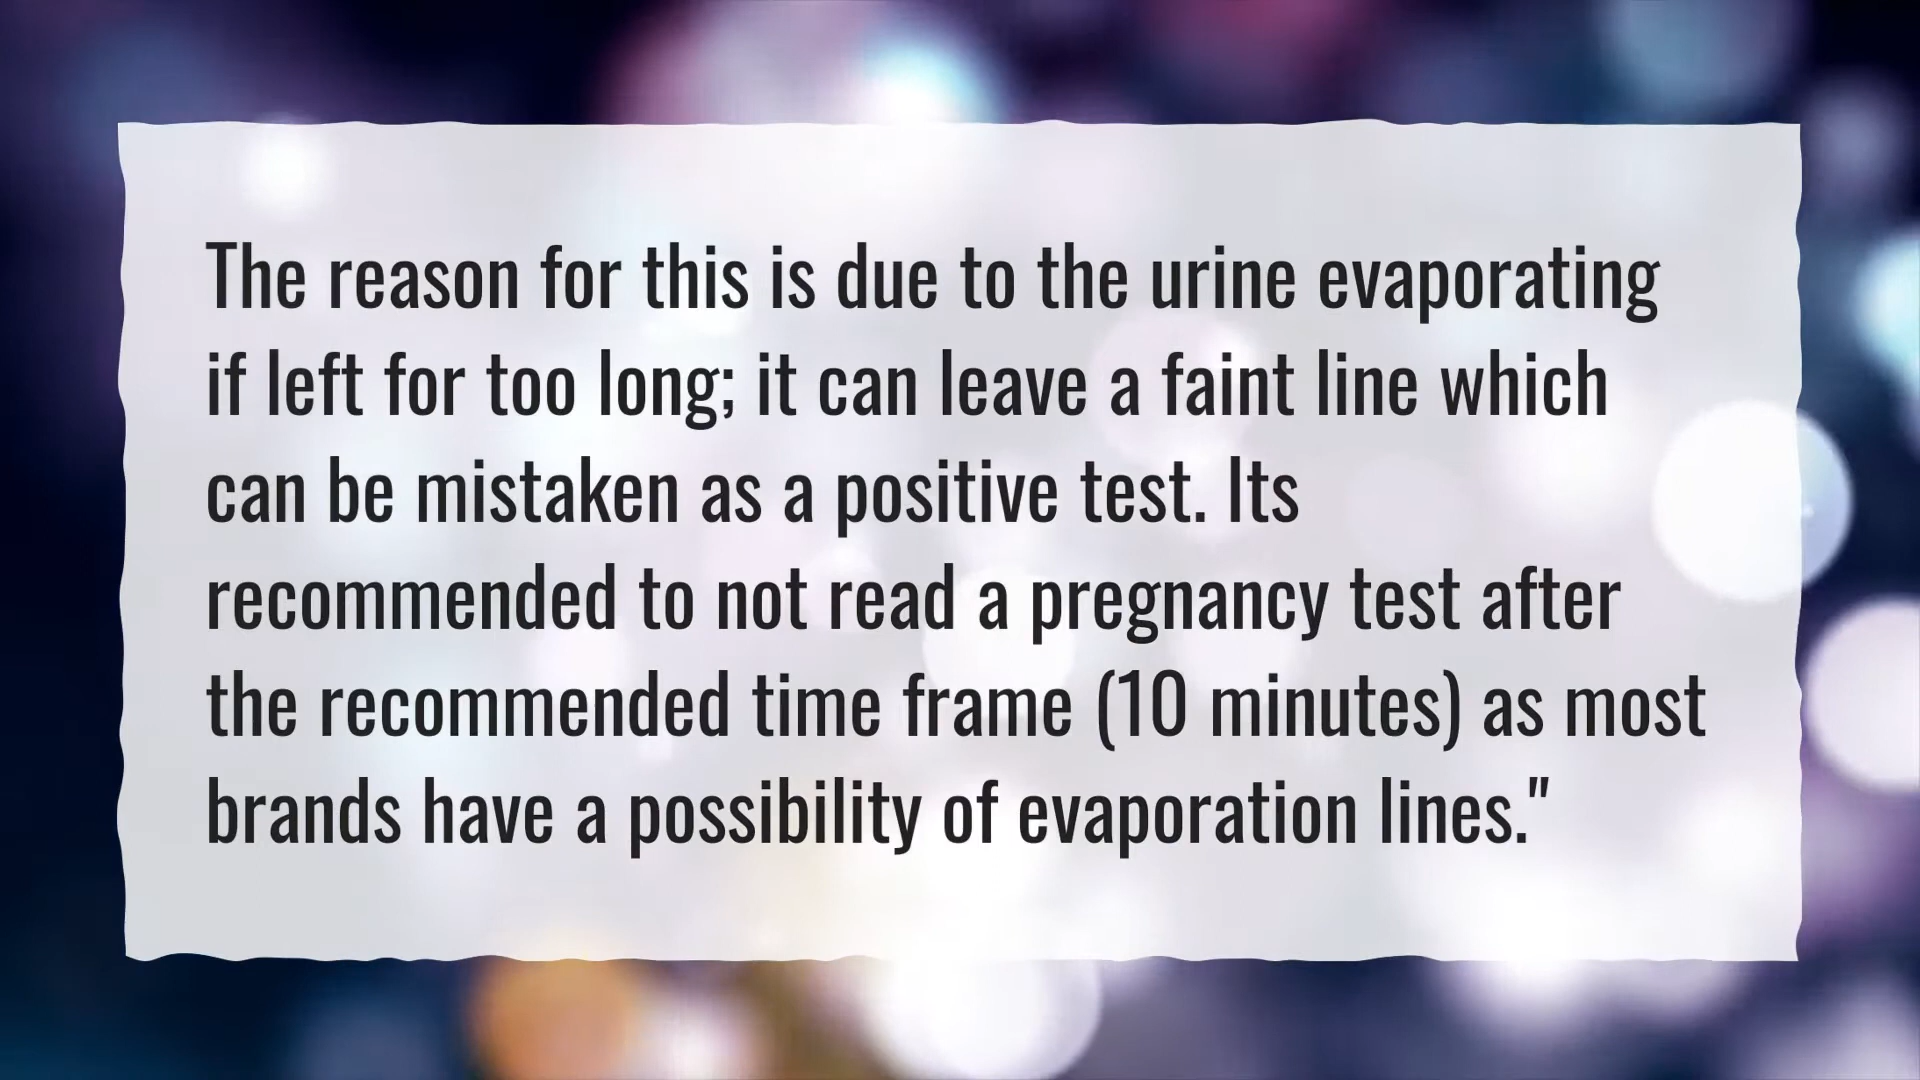 The reason for this is due to the urine evaporating
if left for too long; it can leave a faint line which
can be mistaken as a positive test. Its
recommended to not read a pregnancy test after
the recommended time frame (10 minutes) as most
brands have a possibility of evaporation lines."